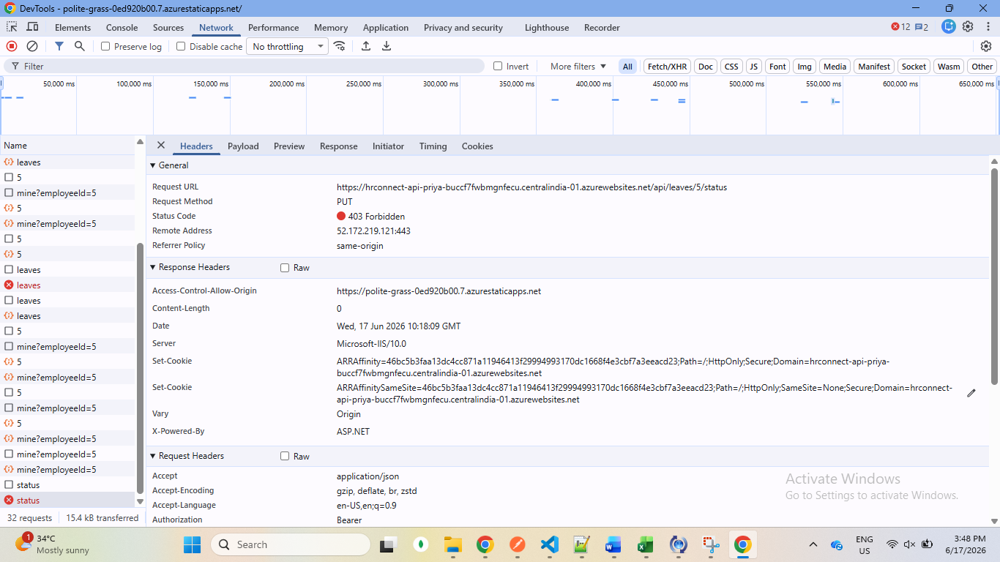 DevTools - polite-grass-0ed920b00.7.azurestaticapps.net/
Elements Console Sources Network Performance Memory Application Privacy and security Lighthouse Recorder 12 2
Preserve log Disable cache No throttling
Filter Invert More filters All Fetch/XHR Doc CSS JS Font Img Media Manifest Socket Wasm Other
50,000 ms 100,000 ms 150,000 ms 200,000 ms 250,000 ms 300,000 ms 350,000 ms 400,000 ms 450,000 ms 500,000 ms 550,000 ms 600,000 ms 650,000 ms
Name
leaves
5
mine?employeeId=5
5
mine?employeeId=5
5
5
leaves
leaves
leaves
leaves
5
mine?employeeId=5
5
mine?employeeId=5
5
mine?employeeId=5
5
mine?employeeId=5
mine?employeeId=5
mine?employeeId=5
status
status
32 requests 15.4 kB transferred
Headers Payload Preview Response Initiator Timing Cookies
General
Request URL https://hrconnect-api-priya-buccf7fwbmgnfecu.centralindia-01.azurewebsites.net/api/leaves/5/status
Request Method PUT
Status Code 403 Forbidden
Remote Address 52.172.219.121:443
Referrer Policy same-origin
Response Headers Raw
Access-Control-Allow-Origin https://polite-grass-0ed920b00.7.azurestaticapps.net
Content-Length 0
Date Wed, 17 Jun 2026 10:18:09 GMT
Server Microsoft-IIS/10.0
Set-Cookie ARRAffinity=46bc5b3faa13dc4cc871a11946413f29994993170dc1668f4e3cbf7a3eeacd23;Path=/;HttpOnly;Secure;Domain=hrconnect-api-priya-
buccf7fwbmgnfecu.centralindia-01.azurewebsites.net
Set-Cookie ARRAffinitySameSite=46bc5b3faa13dc4cc871a11946413f29994993170dc1668f4e3cbf7a3eeacd23;Path=/;HttpOnly;SameSite=None;Secure;Domain=hrconnect-
api-priya-buccf7fwbmgnfecu.centralindia-01.azurewebsites.net
Vary Origin
X-Powered-By ASP.NET
Request Headers Raw
Accept application/json
Accept-Encoding gzip, deflate, br, zstd
Accept-Language en-US,en;q=0.9
Authorization Bearer
Activate Windows
Go to Settings to activate Windows.
1
34°C
Mostly sunny
Search
ENG
US
3:48 PM
6/17/2026